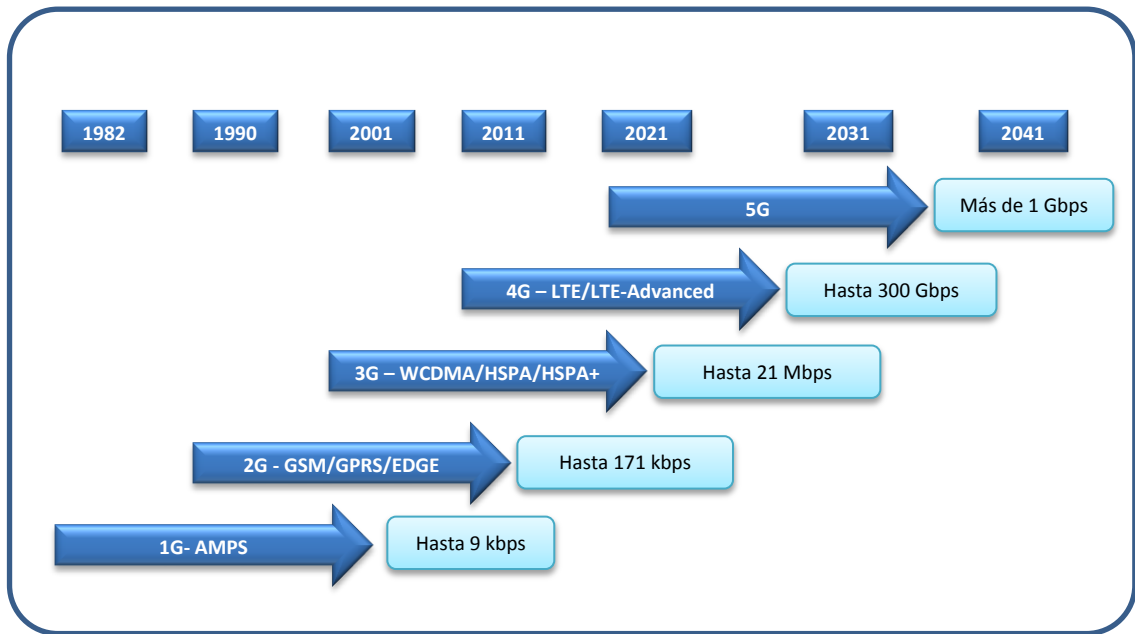 1982
1990
2001
2011
2021
2031
2041
5G
Más de 1 Gbps
4G – LTE/LTE-Advanced
Hasta 300 Gbps
3G – WCDMA/HSPA/HSPA+
Hasta 21 Mbps
2G - GSM/GPRS/EDGE
Hasta 171 kbps
1G- AMPS
Hasta 9 kbps